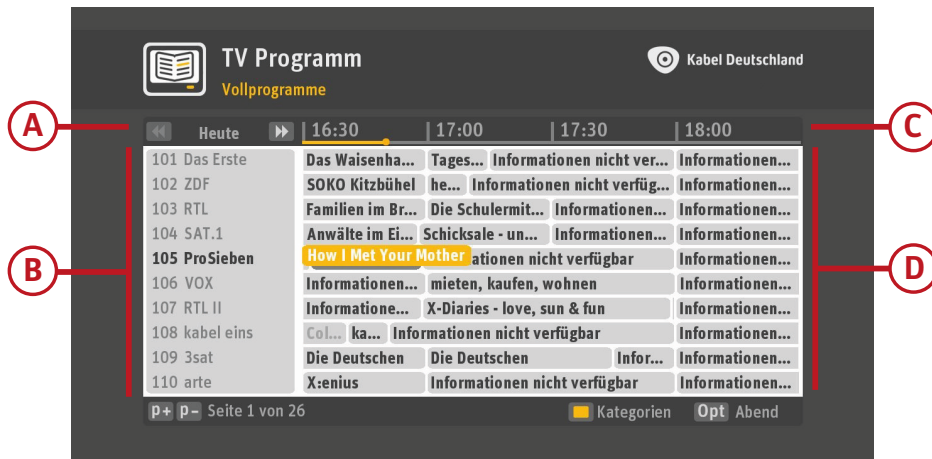 TV Programm
Kabel Deutschland
Vollprogramme
A
C
Heute
16:30 17:00 17:30 18:00
101 Das Erste Das Waisenha... Tages... Informationen nicht ver... Informationen...
102 ZDF SOKO Kitzbühel he... Informationen nicht verfüg... Informationen...
103 RTL Familien im Br... Die Schulermit... Informationen... Informationen...
104 SAT.1 Anwälte im Ei... Schicksale - un... Informationen... Informationen...
B
D
105 ProSieben How I Met Your Mother ationen nicht verfügbar Informationen...
106 VOX Informationen... mieten, kaufen, wohnen Informationen...
107 RTL II Informatione... X-Diaries - love, sun & fun Informationen...
108 kabel eins Col... ka... Informationen nicht verfügbar Informationen...
109 3sat Die Deutschen Die Deutschen Infor... Informationen...
110 arte X:enius Informationen nicht verfügbar Informationen...
p+ p- Seite 1 von 26 Kategorien Opt Abend